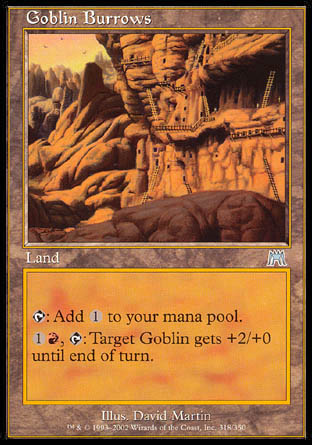 Goblin Burrows
Land
: Add 1 to your mana pool.
1 , : Target Goblin gets +2/+0
until end of turn.
Illus. David Martin
™ & © 1993–2002 Wizards of the Coast, Inc. 318/350